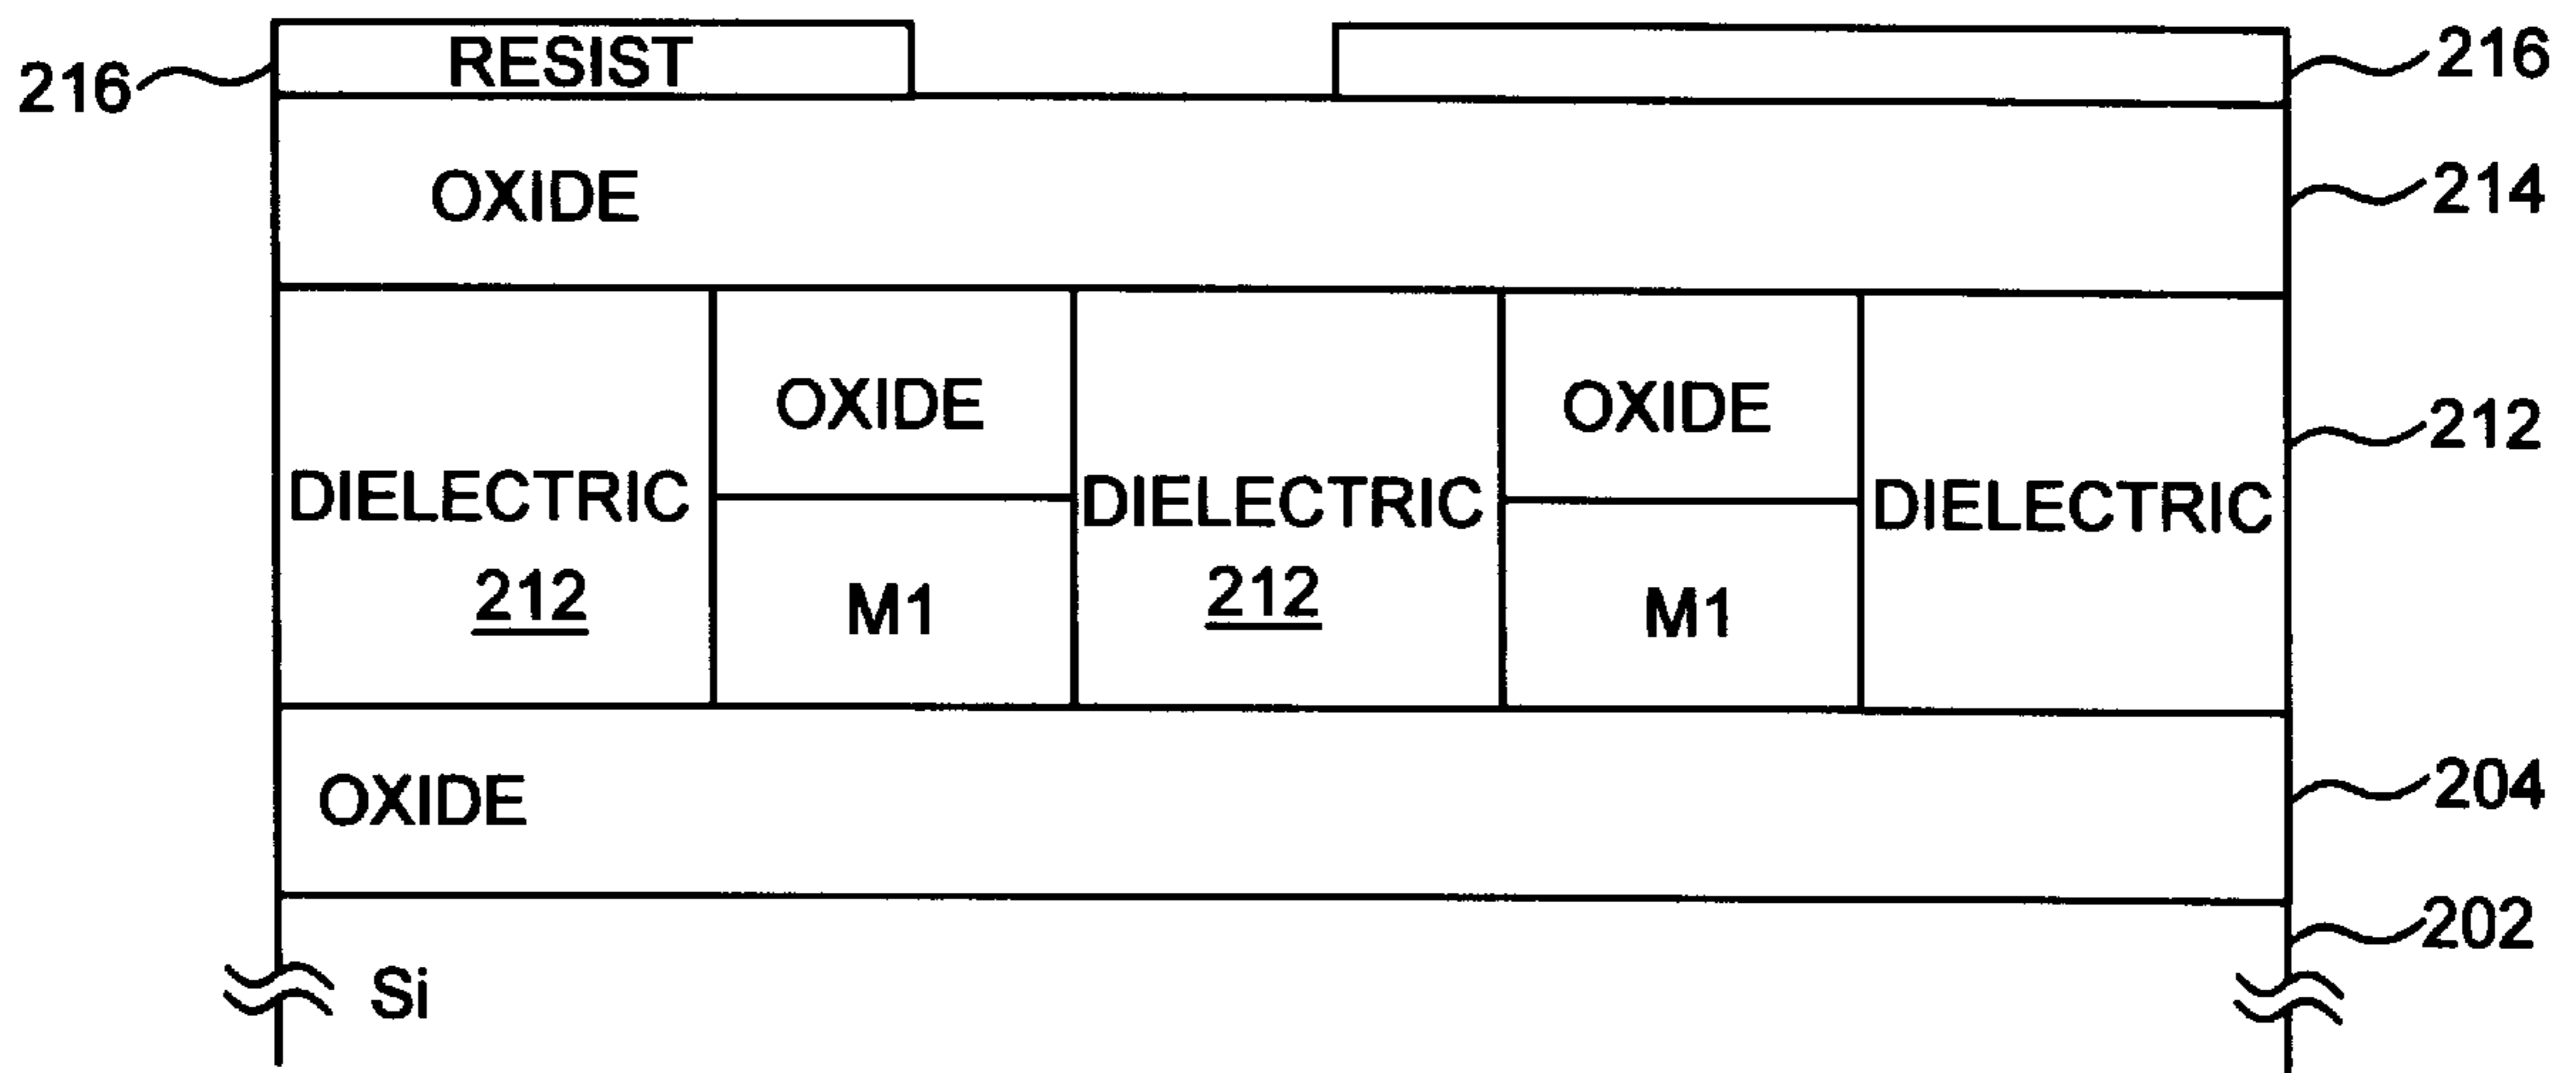 216 RESIST 216
OXIDE 214
OXIDE OXIDE 212
DIELECTRIC DIELECTRIC DIELECTRIC
212 M1 212 M1
OXIDE 204
202
Si